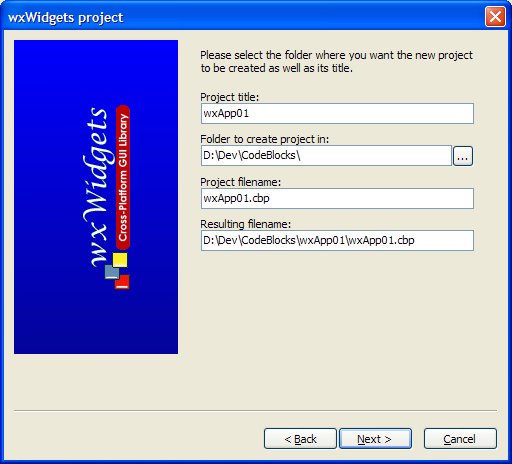 wxWidgets project
Please select the folder where you want the new project
to be created as well as its title.
Project title:
wxApp01
Folder to create project in:
D:\Dev\CodeBlocks\
...
Project filename:
wxApp01.cbp
Resulting filename:
D:\Dev\CodeBlocks\wxApp01\wxApp01.cbp
wxWidgets
Cross-Platform GUI Library
< Back
Next >
Cancel